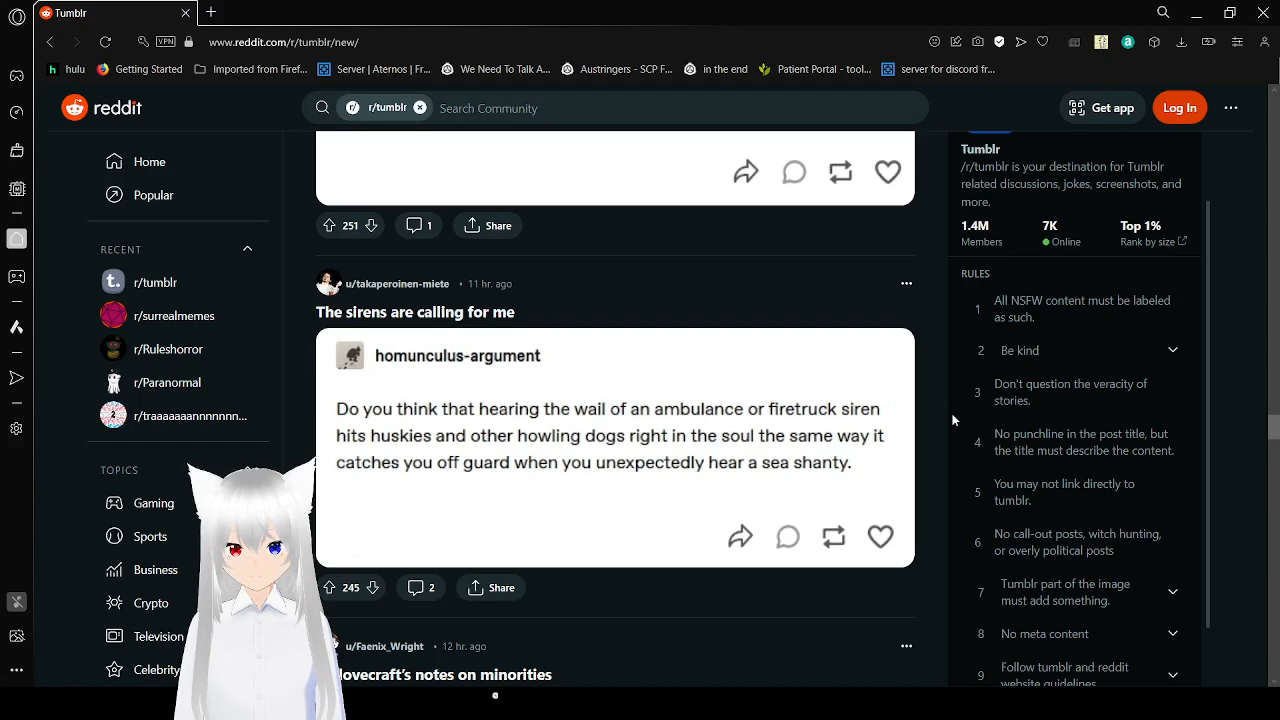 Tumblr
VPN
www.reddit.com/r/tumblr/new/
hulu
Getting Started
Imported from Firef...
Server | Aternos | Fr...
We Need To Talk A...
Austringers - SCP F...
in the end
Patient Portal - tool...
server for discord fr...
reddit
r/tumblr
Search Community
Get app
Log In
Home
Popular
RECENT
r/tumblr
r/surrealmemes
r/Ruleshorror
r/Paranormal
r/traaaaaaannnnnnn...
TOPICS
Gaming
Sports
Business
Crypto
Television
Celebrity
251
1
Share
u/takaperoinen-miete • 11 hr. ago
The sirens are calling for me
homunculus-argument
Do you think that hearing the wail of an ambulance or firetruck siren
hits huskies and other howling dogs right in the soul the same way it
catches you off guard when you unexpectedly hear a sea shanty.
245
2
Share
u/Faenix_Wright • 12 hr. ago
lovecraft's notes on minorities
Tumblr
/r/tumblr is your destination for Tumblr
related discussions, jokes, screenshots, and
more.
1.4M
7K
Top 1%
Members
Online
Rank by size
RULES
1 All NSFW content must be labeled
as such.
2 Be kind
3 Don't question the veracity of
stories.
4 No punchline in the post title, but
the title must describe the content.
5 You may not link directly to
tumblr.
6 No call-out posts, witch hunting,
or overly political posts
7 Tumblr part of the image
must add something.
8 No meta content
9 Follow tumblr and reddit
website guidelines